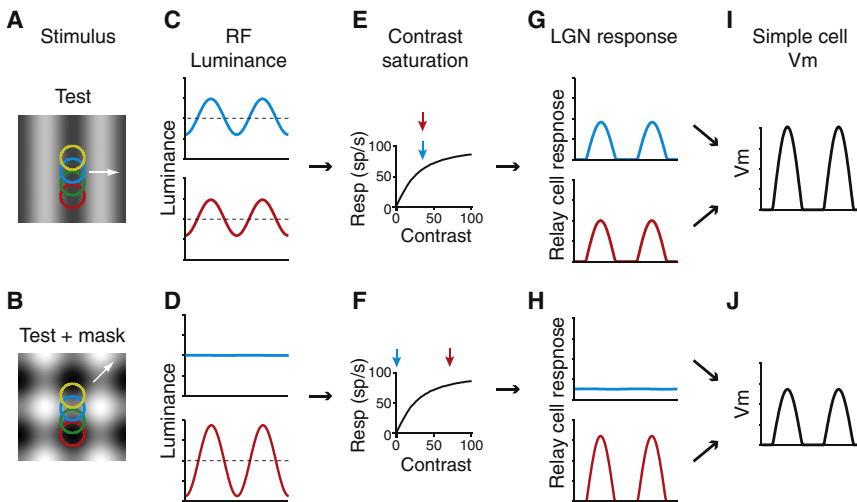 A
Stimulus
Test
C
RF
Luminance
Luminance
E
Contrast
saturation
Resp (sp/s)
100
50
0
0
50
100
Contrast
G
LGN response
Relay cell respnose
I
Simple cell
Vm
Vm
B
Test + mask
D
Luminance
F
Resp (sp/s)
100
50
0
0
50
100
Contrast
H
Relay cell respnose
J
Vm